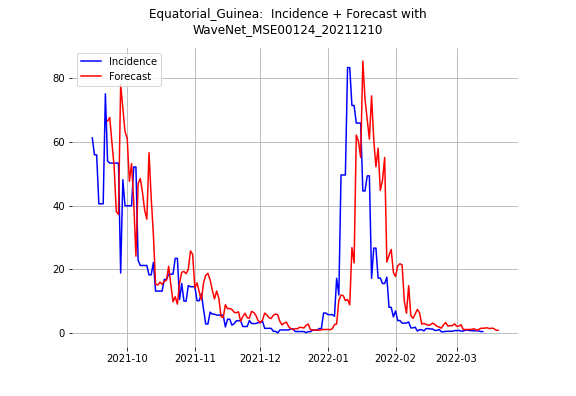 Equatorial_Guinea:  Incidence + Forecast with
WaveNet_MSE00124_20211210
Incidence
Forecast
80
60
40
20
0
2021-10
2021-11
2021-12
2022-01
2022-02
2022-03